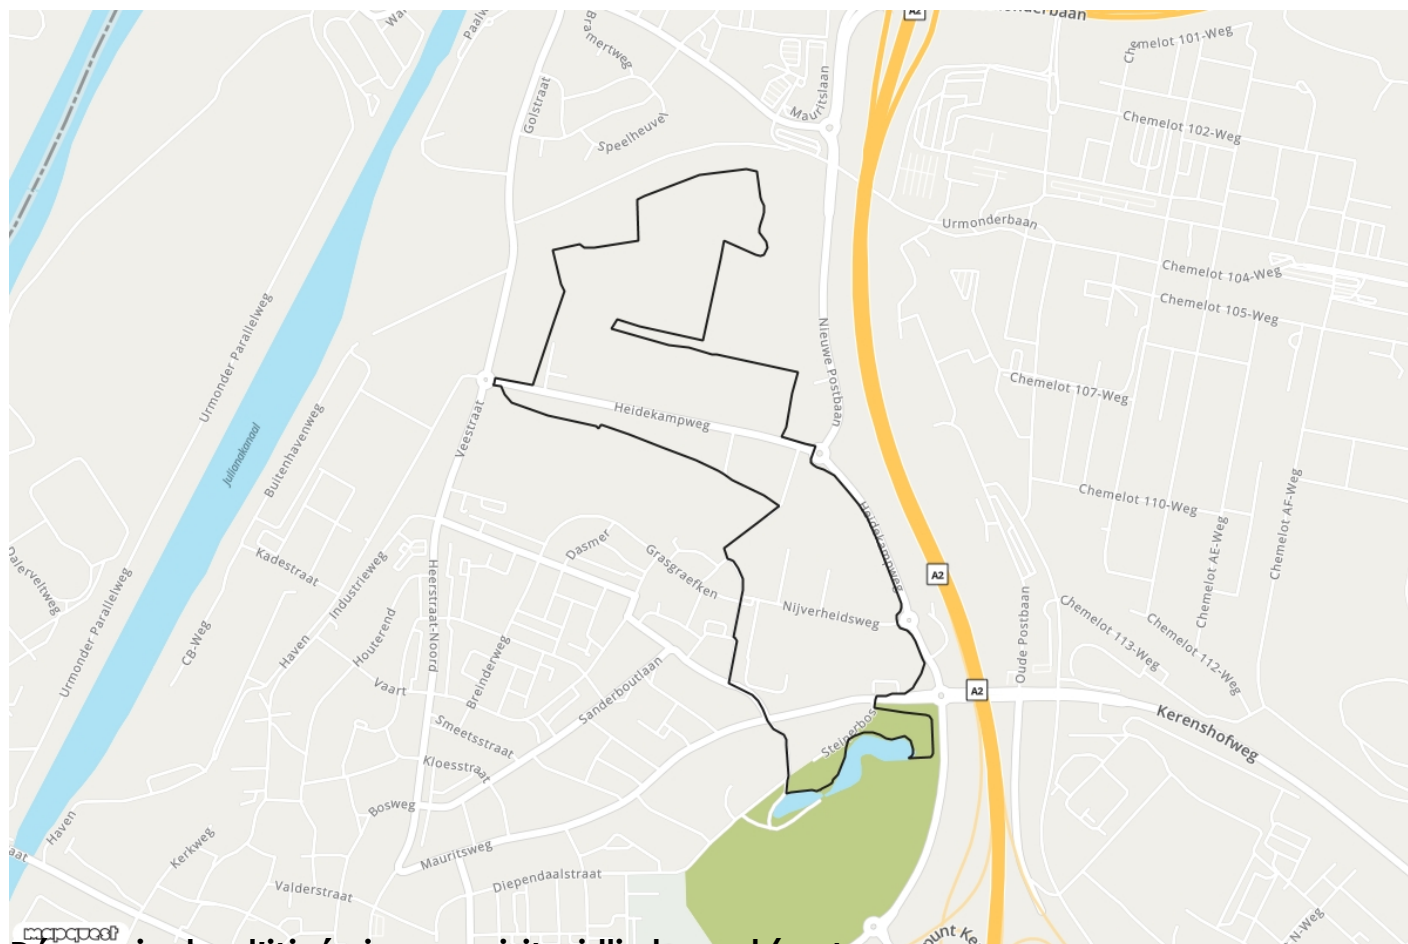 A2
Urmonderbaan
Chemelot 101-Weg
Bramertweg
Golstraat
Mauritslaan
Speelheuvel
Chemelot 102-Weg
Urmonderbaan
Chemelot 104-Weg
Chemelot 105-Weg
Urmonder Parallelweg
Nieuwe Postbaan
Chemelot 107-Weg
Heidekampweg
Veestraat
Julianakanaal
Buitenhavenweg
Chemelot 110-Weg
Chemelot AF-Weg
Heidekampweg
Chemelot AE-Weg
Dasmer
Grasgraefken
Kadestraat
Industrieweg
Dalerveltweg
A2
Heerstraat-Noord
Nijverheidsweg
Urmonder Parallelweg
CB-Weg
Haven
Houterend
Oude Postbaan
Chemelot 113-Weg
Chemelot 112-Weg
Breinderweg
Sanderboutlaan
Vaart
A2
Kerenshofweg
Steinerbos
Smeetsstraat
Kloesstraat
Bosweg
Haven
Kerkweg
Mauritsweg
Valderstraat
Diependaalstraat
mapquest